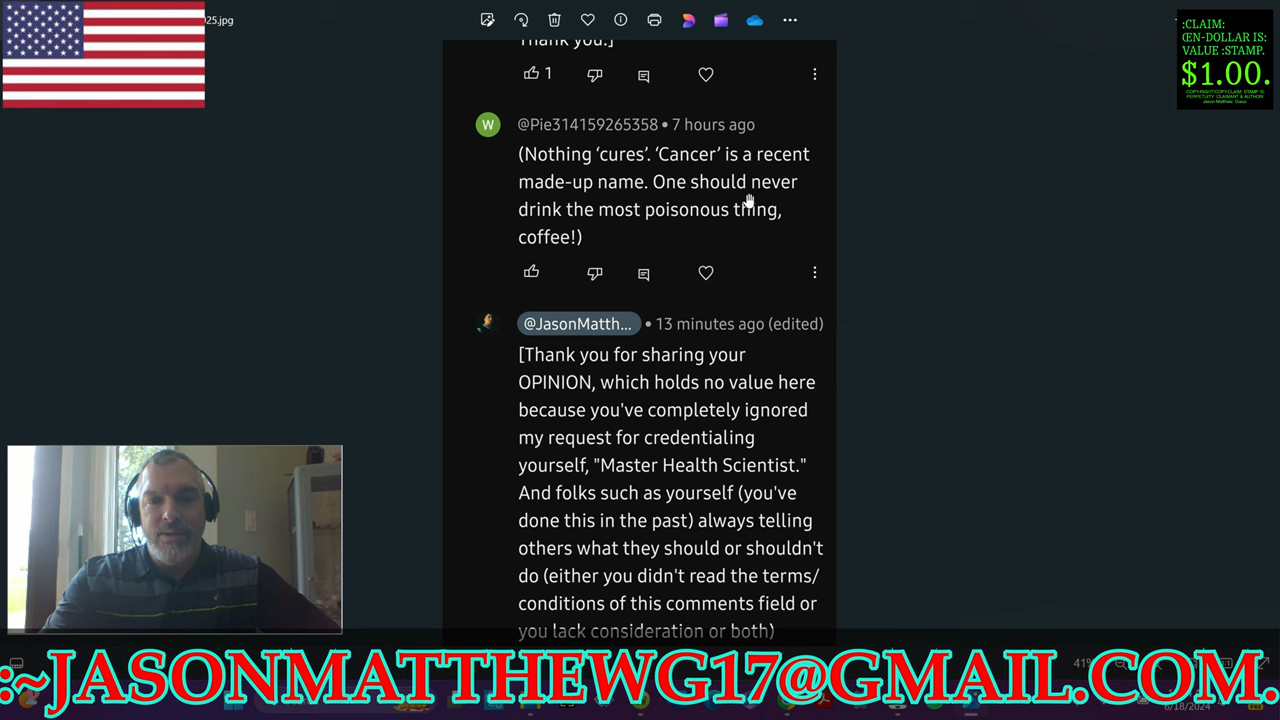 25.jpg
:CLAIM:
:VALUE :STAMP.
$1.00.
Thank you.]
1
W
@Pie314159265358 • 7 hours ago
(Nothing ‘cures’. ‘Cancer’ is a recent
made-up name. One should never
drink the most poisonous thing,
coffee!)
@JasonMatth... • 13 minutes ago (edited)
[Thank you for sharing your
OPINION, which holds no value here
because you've completely ignored
my request for credentialing
yourself, "Master Health Scientist."
And folks such as yourself (you've
done this in the past) always telling
others what they should or shouldn't
do (either you didn't read the terms/
conditions of this comments field or
you lack consideration or both)
41%
:~JASONMATTHEWG17@GMAIL.COM.
6/18/2024